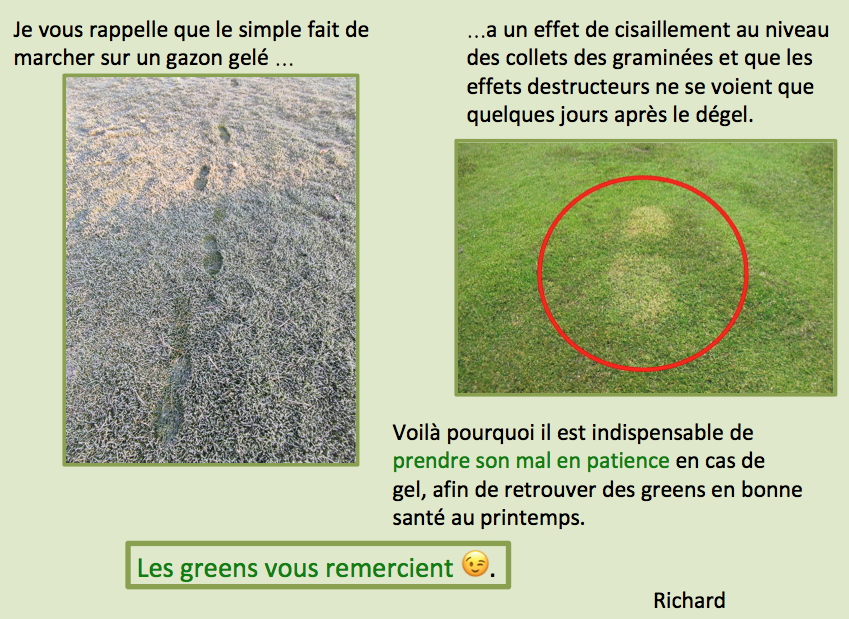 Je vous rappelle que le simple fait de
marcher sur un gazon gelé ...
...a un effet de cisaillement au niveau
des collets des graminées et que les
effets destructeurs ne se voient que
quelques jours après le dégel.
Voilà pourquoi il est indispensable de
prendre son mal en patience en cas de
gel, afin de retrouver des greens en bonne
santé au printemps.
Les greens vous remercient 😉.
Richard